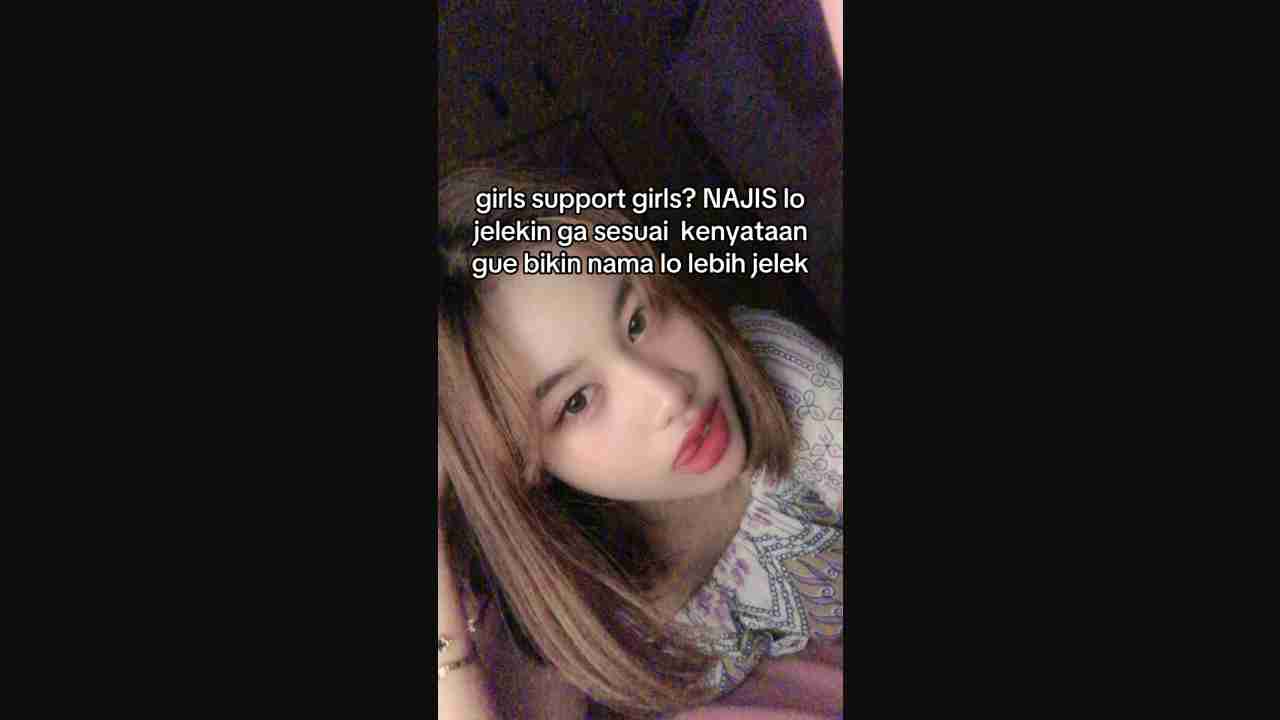 girls support girls? NAJIS lo
jelekin ga sesuai  kenyataan
gue bikin nama lo lebih jelek